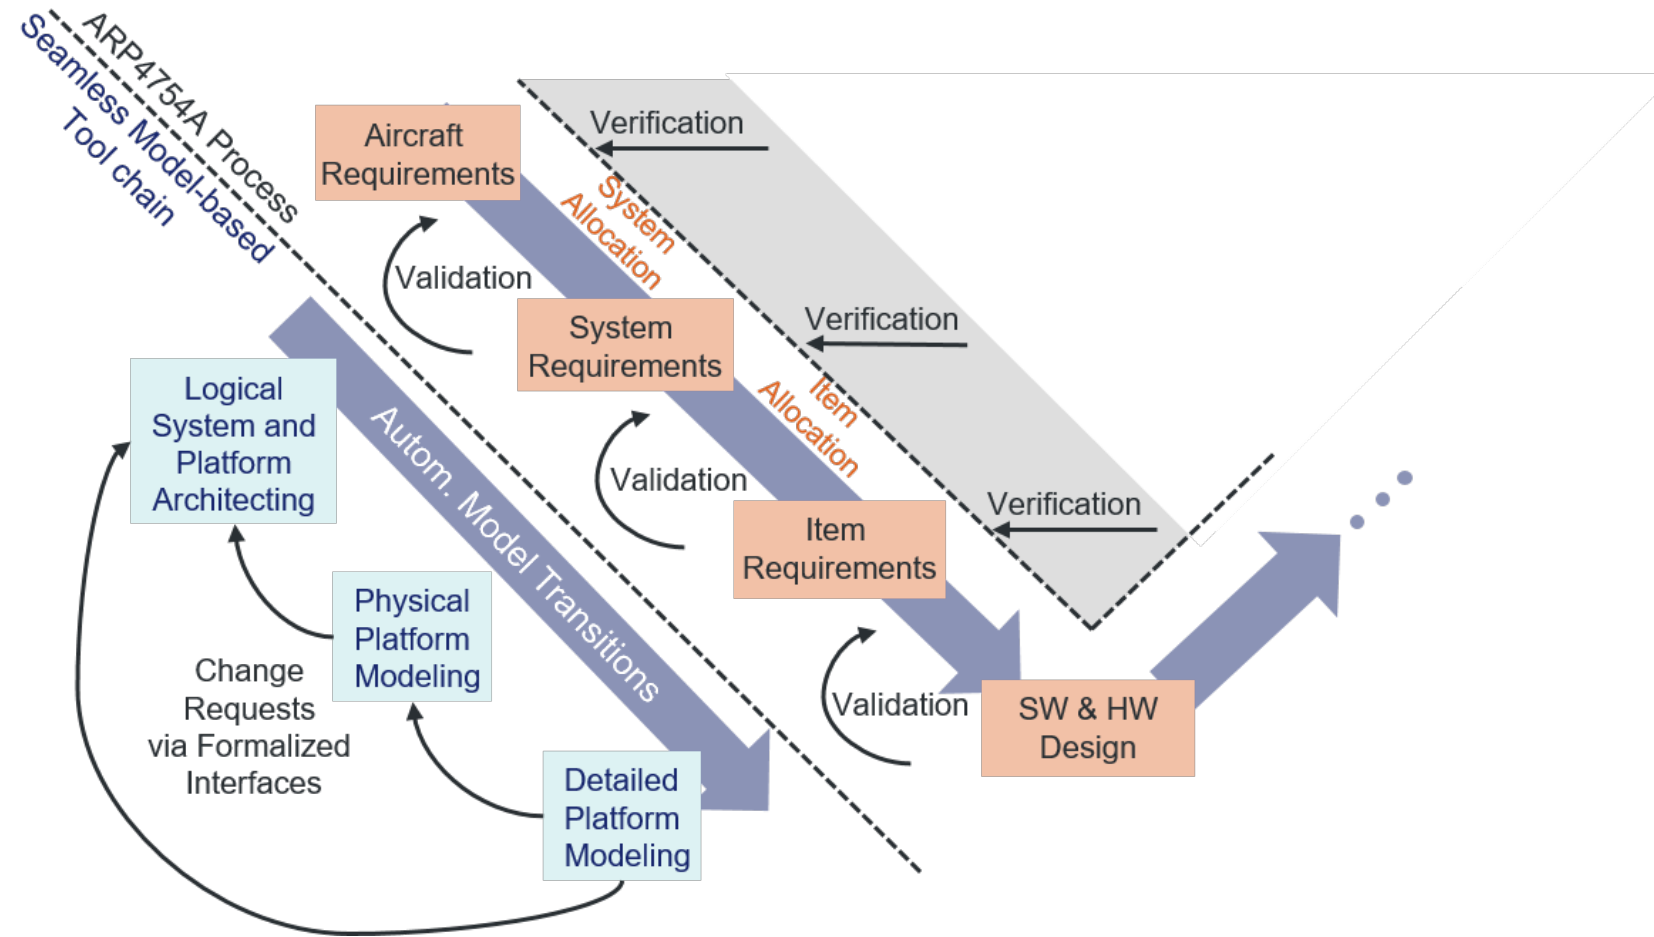 ARP4754A Process
Seamless Model-based
Tool chain
Aircraft
Requirements
Verification
System
Allocation
Validation
System
Requirements
Verification
Item
Allocation
Validation
Item
Requirements
Verification
Validation
SW & HW
Design
Logical
System and
Platform
Architecting
Autom. Model Transitions
Physical
Platform
Modeling
Change
Requests
via Formalized
Interfaces
Detailed
Platform
Modeling